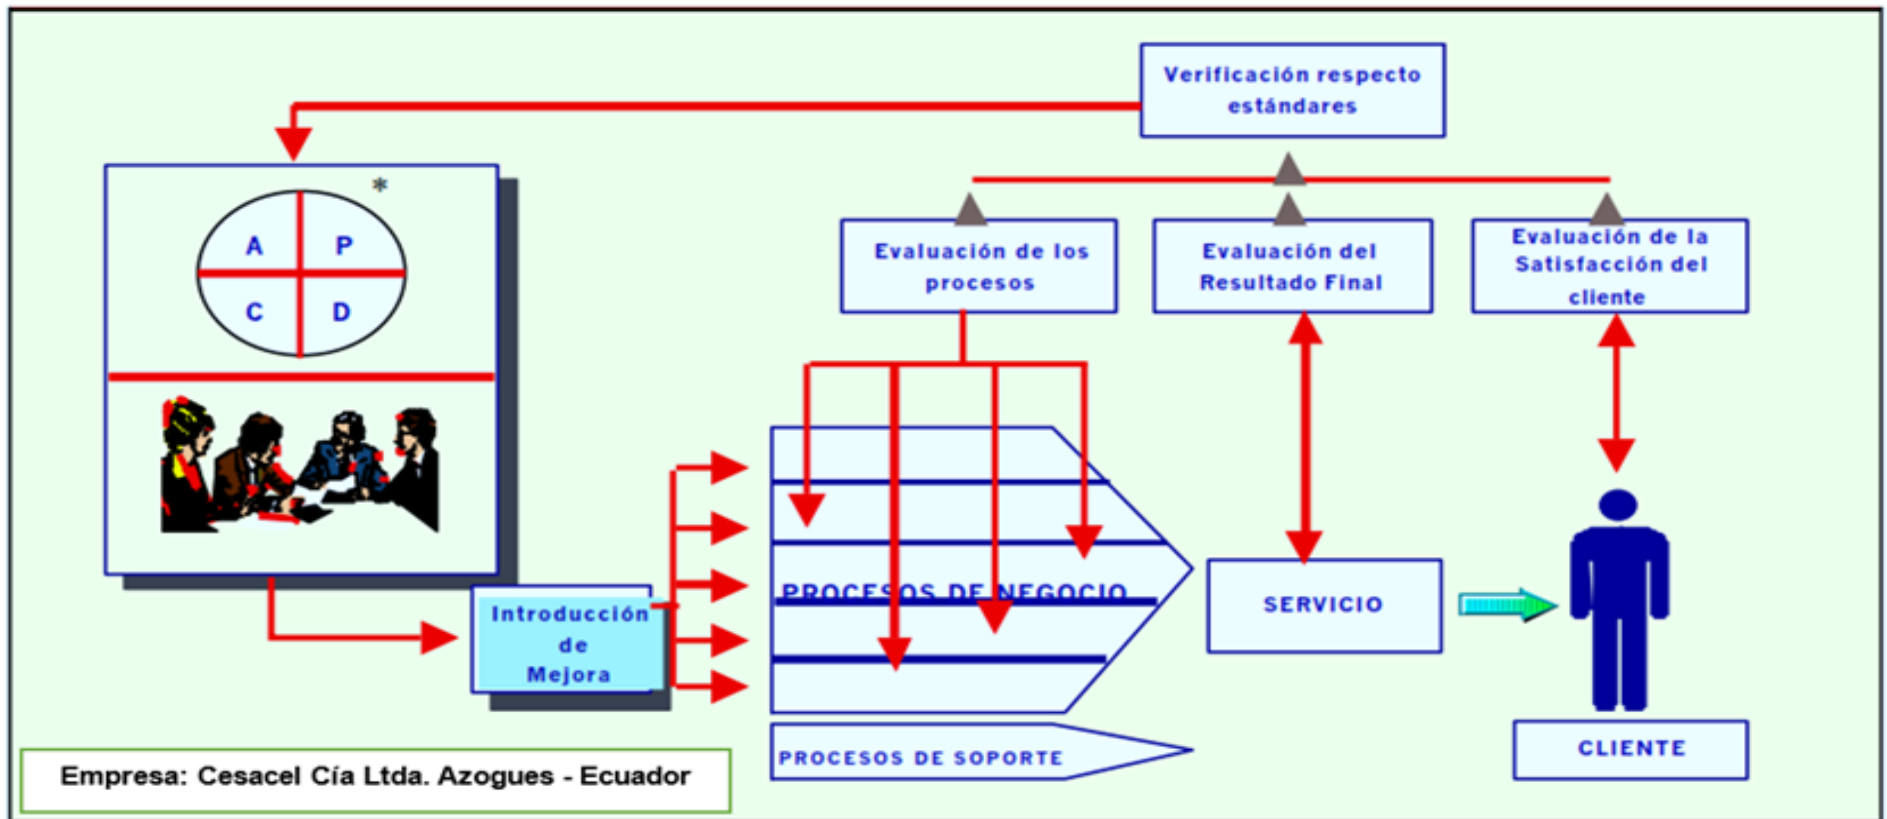 Verificación respecto
estándares
*
A P
C D
Evaluación de los
procesos
Evaluación del
Resultado Final
Evaluación de la
Satisfacción del
cliente
Introducción
de
Mejora
PROCESOS DE NEGOCIO
SERVICIO
CLIENTE
PROCESOS DE SOPORTE
Empresa: Cesacel Cía Ltda. Azogues - Ecuador